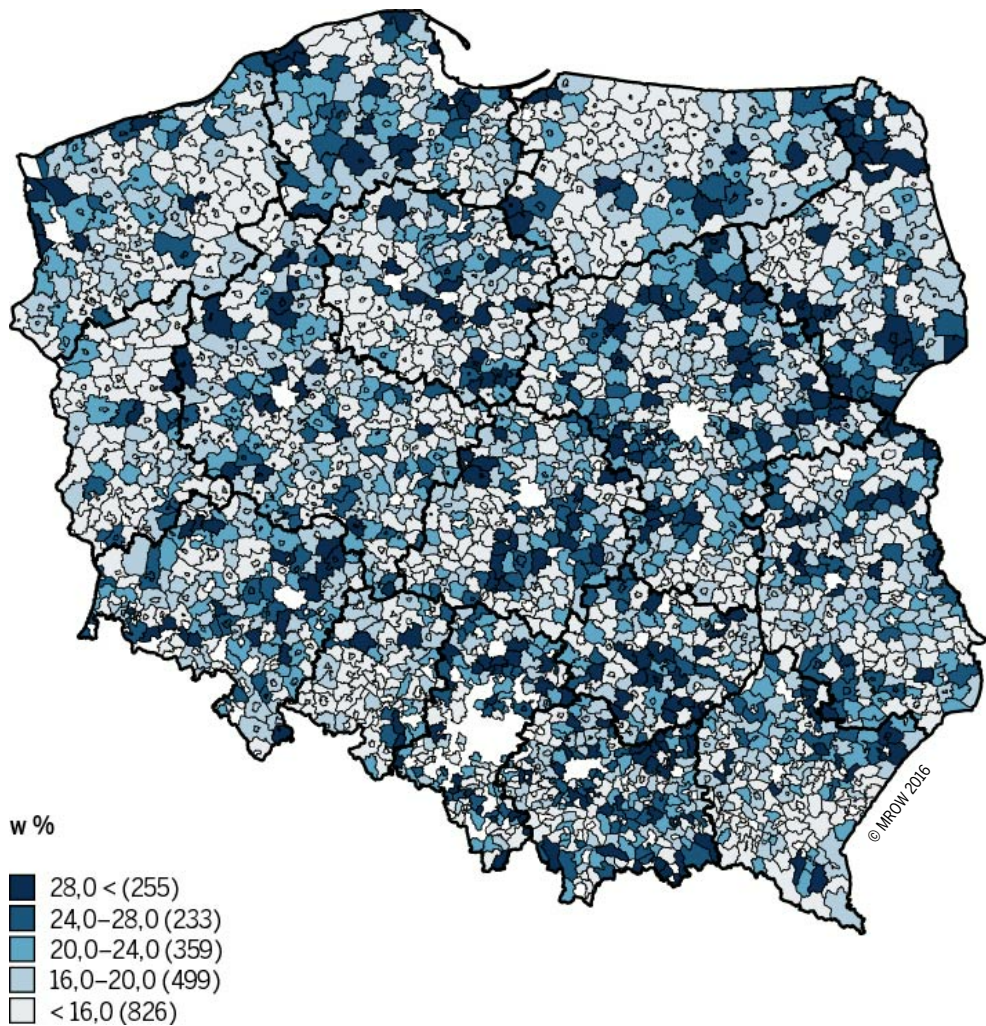 © MROW 2016
w %
28,0 < (255)
24,0–28,0 (233)
20,0–24,0 (359)
16,0–20,0 (499)
< 16,0 (826)